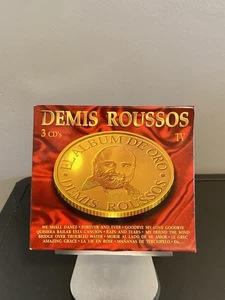 DEMIS ROUSSOS
3 CD's
TV
EL ALBUM DE ORO
DEMIS ROUSSOS
WE SHALL DANCE • FOREVER AND EVER • GOODBYE MY LOVE GOODBYE
QUISIERA BAILAR ESTA CANCION • RAIN AND TEARS • MY FRIEND THE WIND
BRIDGE OVER TROUBLED WATER • MORIR AL LADO DE MI AMOR • LE GREC
AMAZING GRACE • LA VIE EN ROSE • MAÑANAS DE TERCIOPELO •